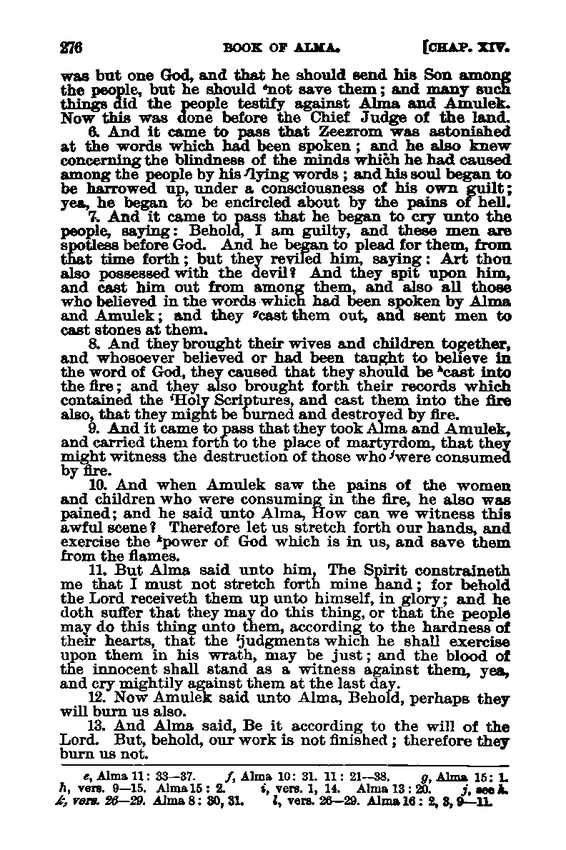 276 BOOK OF ALMA. [CHAP. XIV.
was but one God, and that he should send his Son among
the people, but he should ᵉnot save them; and many such
things did the people testify against Alma and Amulek.
Now this was done before the Chief Judge of the land.
6. And it came to pass that Zeezrom was astonished
at the words which had been spoken; and he also knew
concerning the blindness of the minds which he had caused
among the people by his ᶠlying words; and his soul began to
be harrowed up, under a consciousness of his own guilt;
yea, he began to be encircled about by the pains of hell.
7. And it came to pass that he began to cry unto the
people, saying: Behold, I am guilty, and these men are
spotless before God. And he began to plead for them, from
that time forth; but they reviled him, saying: Art thou
also possessed with the devil? And they spit upon him,
and cast him out from among them, and also all those
who believed in the words which had been spoken by Alma
and Amulek; and they ᵍcast them out, and sent men to
cast stones at them.
8. And they brought their wives and children together,
and whosoever believed or had been taught to believe in
the word of God, they caused that they should be ʰcast into
the fire; and they also brought forth their records which
contained the ⁱHoly Scriptures, and cast them into the fire
also, that they might be burned and destroyed by fire.
9. And it came to pass that they took Alma and Amulek,
and carried them forth to the place of martyrdom, that they
might witness the destruction of those who ʲwere consumed
by fire.
10. And when Amulek saw the pains of the women
and children who were consuming in the fire, he also was
pained; and he said unto Alma, How can we witness this
awful scene? Therefore let us stretch forth our hands, and
exercise the ᵏpower of God which is in us, and save them
from the flames.
11. But Alma said unto him, The Spirit constraineth
me that I must not stretch forth mine hand; for behold
the Lord receiveth them up unto himself, in glory; and he
doth suffer that they may do this thing, or that the people
may do this thing unto them, according to the hardness of
their hearts, that the ˡjudgments which he shall exercise
upon them in his wrath, may be just; and the blood of
the innocent shall stand as a witness against them, yea,
and cry mightily against them at the last day.
12. Now Amulek said unto Alma, Behold, perhaps they
will burn us also.
13. And Alma said, Be it according to the will of the
Lord. But, behold, our work is not finished; therefore they
burn us not.
e, Alma 11: 33—37. f, Alma 10: 31. 11: 21—38. g, Alma 15: 1.
h, vers. 9—15. Alma 15: 2. i, vers. 1, 14. Alma 13: 20. j, see h.
k, vers. 26—29. Alma 8: 30, 31. l, vers. 26—29. Alma 16: 2, 3, 9—11.